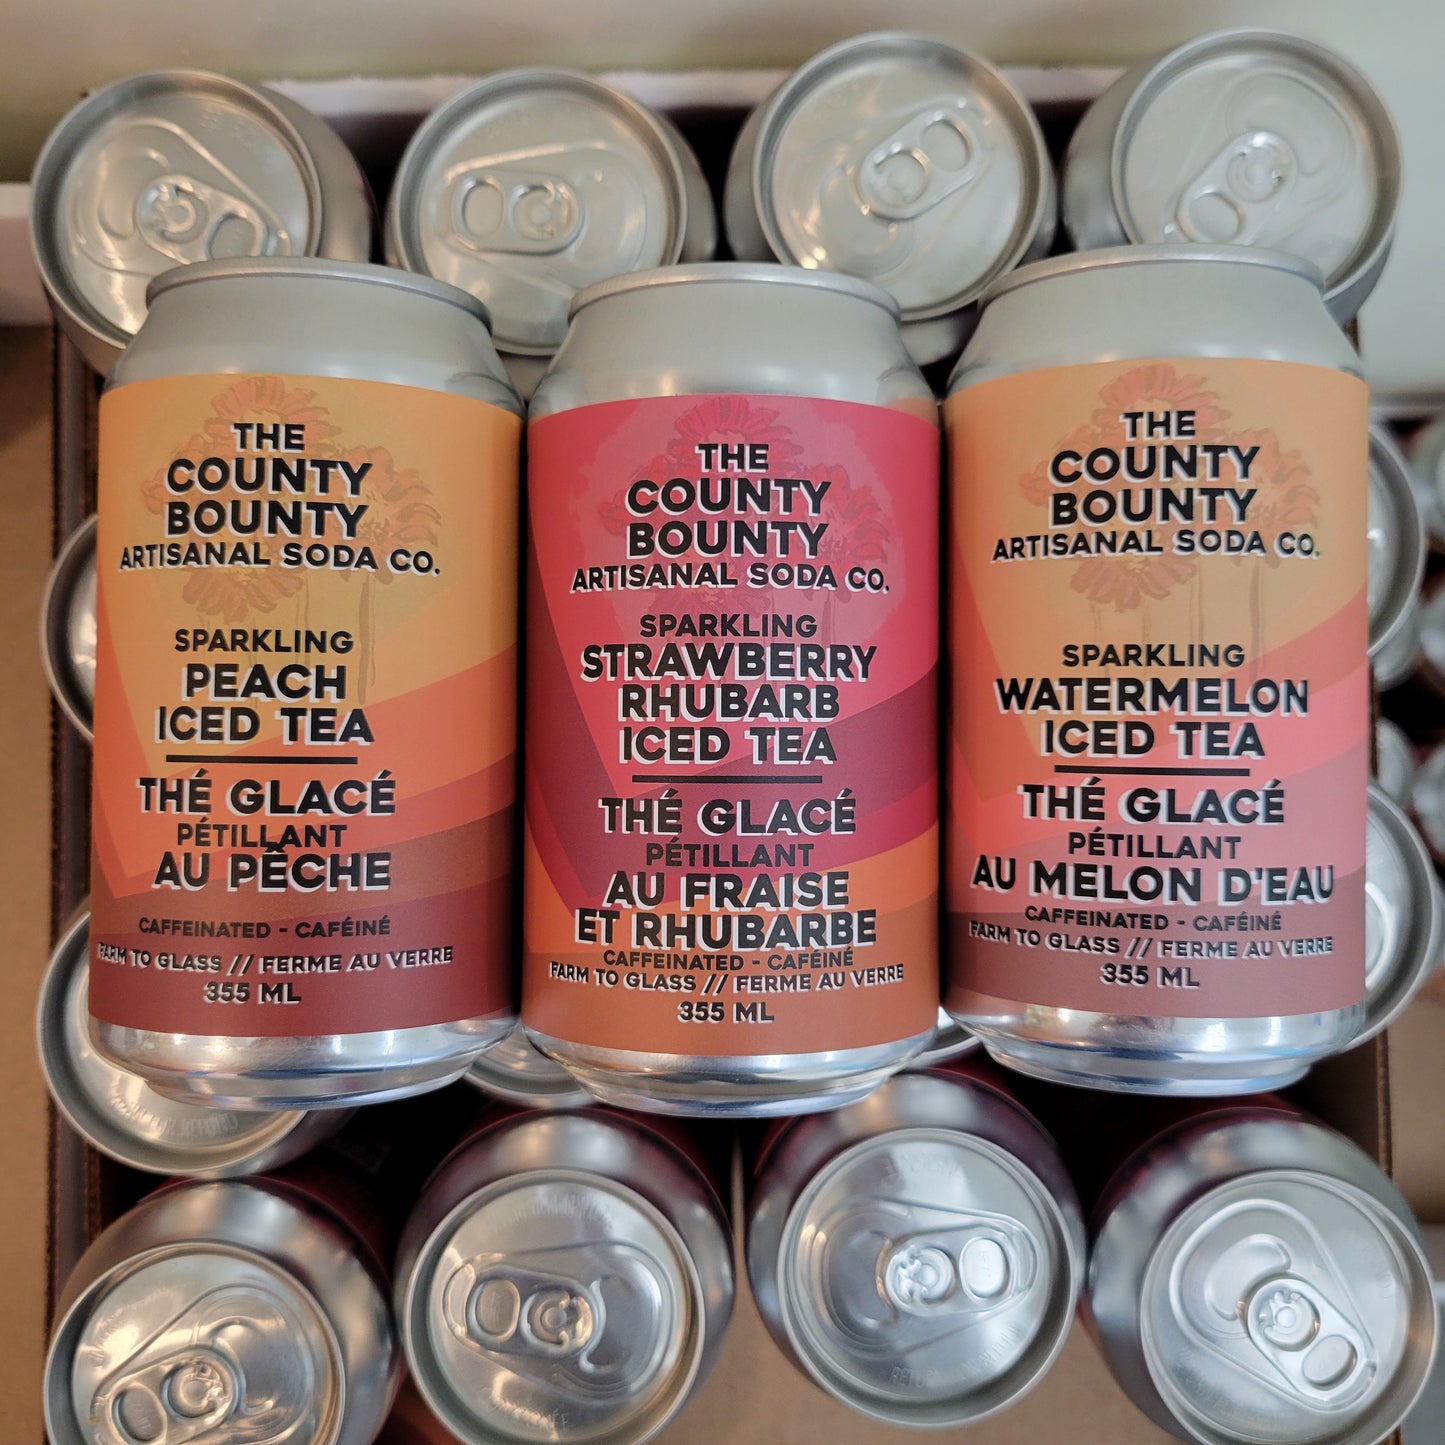 THE
COUNTY
BOUNTY
ARTISANAL SODA CO.
SPARKLING
PEACH
ICED TEA
THÉ GLACÉ
PÉTILLANT
AU PÊCHE
CAFFEINATED - CAFÉINÉ
FARM TO GLASS // FERME AU VERRE
355 ML
THE
COUNTY
BOUNTY
ARTISANAL SODA CO.
SPARKLING
STRAWBERRY
RHUBARB
ICED TEA
THÉ GLACÉ
PÉTILLANT
AU FRAISE
ET RHUBARBE
CAFFEINATED - CAFÉINÉ
FARM TO GLASS // FERME AU VERRE
355 ML
THE
COUNTY
BOUNTY
ARTISANAL SODA CO.
SPARKLING
WATERMELON
ICED TEA
THÉ GLACÉ
PÉTILLANT
AU MELON D'EAU
CAFFEINATED - CAFÉINÉ
FARM TO GLASS // FERME AU VERRE
355 ML